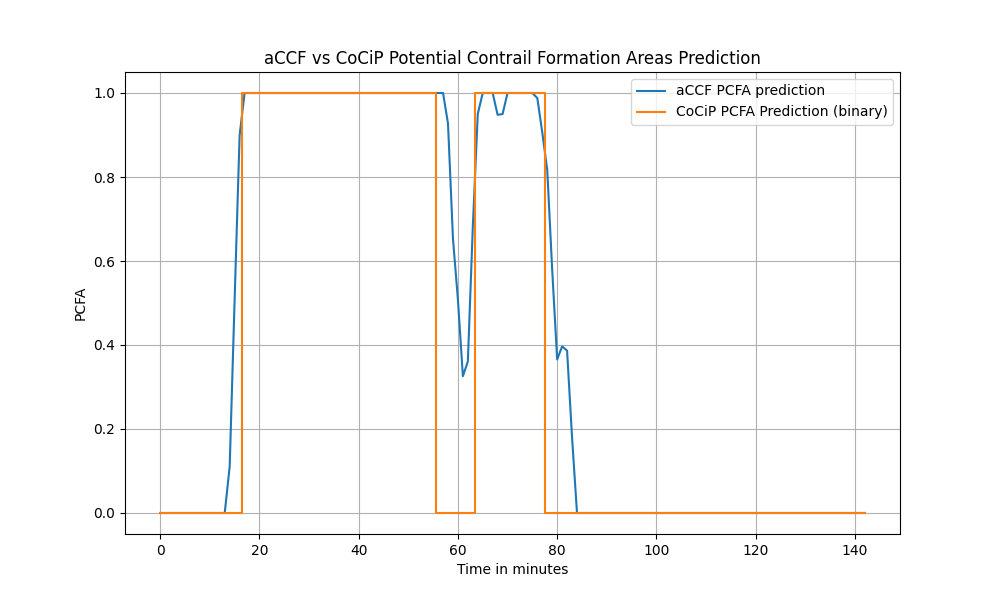 aCCF vs CoCiP Potential Contrail Formation Areas Prediction
aCCF PCFA prediction
CoCiP PCFA Prediction (binary)
PCFA
1.0
0.8
0.6
0.4
0.2
0.0
0 20 40 60 80 100 120 140
Time in minutes